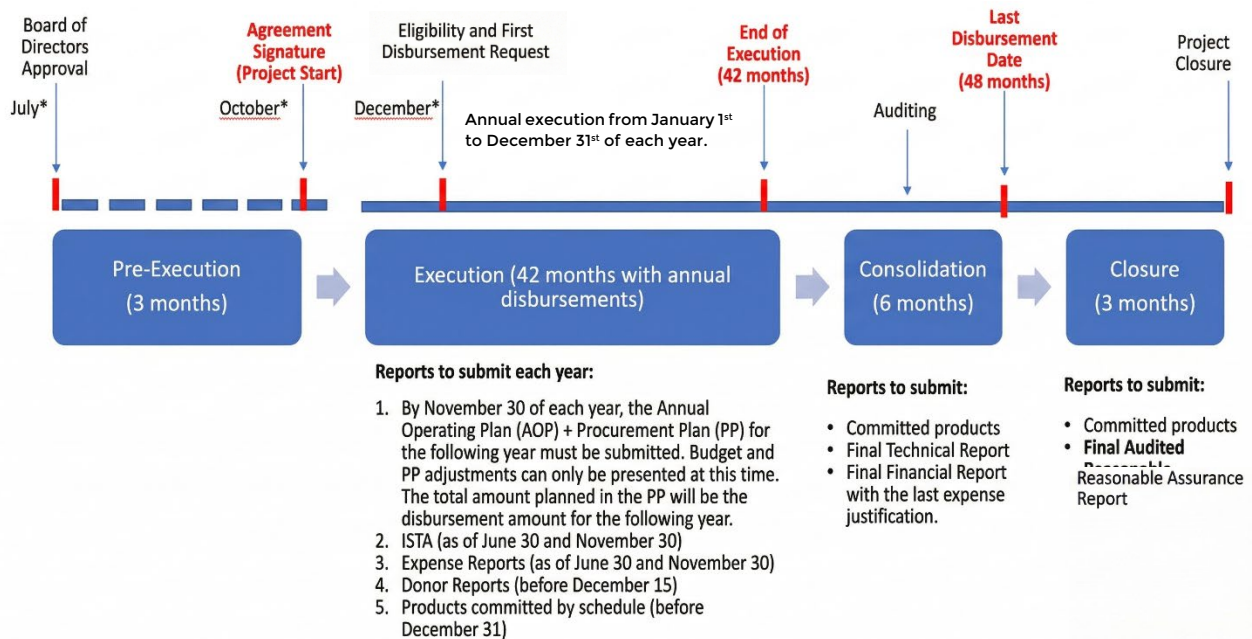 Board of
Directors
Approval
July*
Agreement
Signature
(Project Start)
October*
Eligibility and First
Disbursement Request
December*
Annual execution from January 1st
to December 31st of each year.
End of
Execution
(42 months)
Auditing
Last
Disbursement
Date
(48 months)
Project
Closure
Pre-Execution
(3 months)
Execution (42 months with annual
disbursements)
Consolidation
(6 months)
Closure
(3 months)
Reports to submit each year:
1. By November 30 of each year, the Annual
Operating Plan (AOP) + Procurement Plan (PP) for
the following year must be submitted. Budget and
PP adjustments can only be presented at this time.
The total amount planned in the PP will be the
disbursement amount for the following year.
2. ISTA (as of June 30 and November 30)
3. Expense Reports (as of June 30 and November 30)
4. Donor Reports (before December 15)
5. Products committed by schedule (before
December 31)
Reports to submit:
• Committed products
• Final Technical Report
• Final Financial Report
with the last expense
justification.
Reports to submit:
• Committed products
• Final Audited
Reasonable Assurance
Report